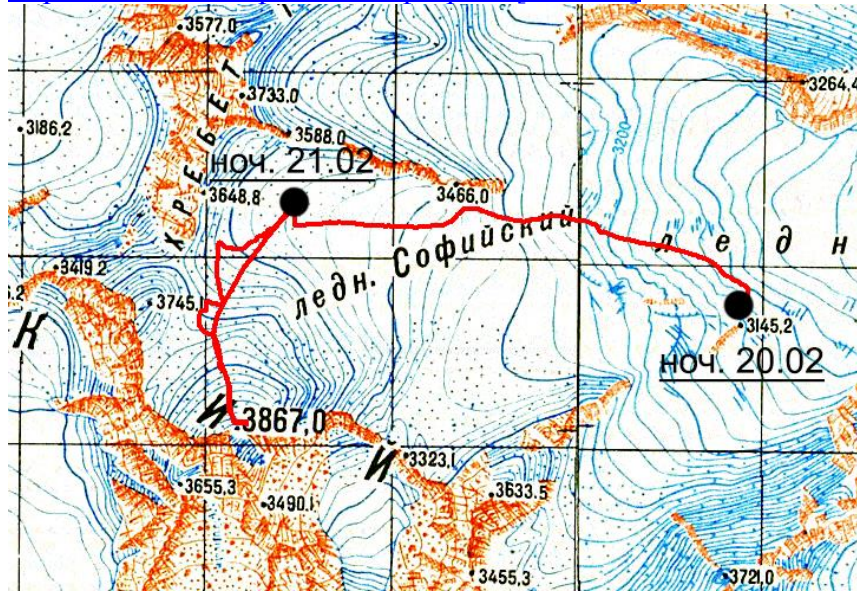 3577,0
3733.0
3264,4
3186.2
3588.0
3200
ХРЕБЕТ
ноч. 21.02
3648,8
3466,0
ледн. Софийский
л е д н
3419.2
3745,1
3145,2
ноч. 20.02
К
И
3867,0
Й
3323,1
3655,3
3490.1
3633.5
3455,3
3721,0